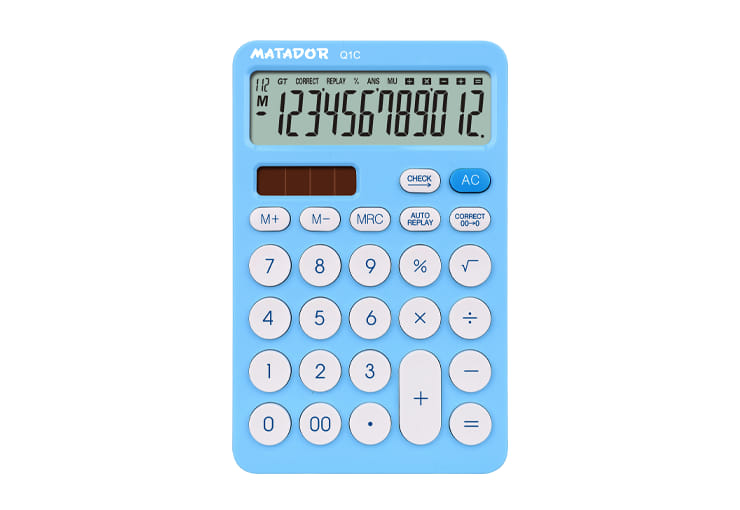 MATADOR Q1C
112 GT CORRECT REPLAY % ANS MU + × − + =
M
- 123456789012.
CHECK → AC
M+ M− MRC AUTO REPLAY CORRECT 00→0
7 8 9 % √
4 5 6 × ÷
1 2 3 −
+
0 00 . =